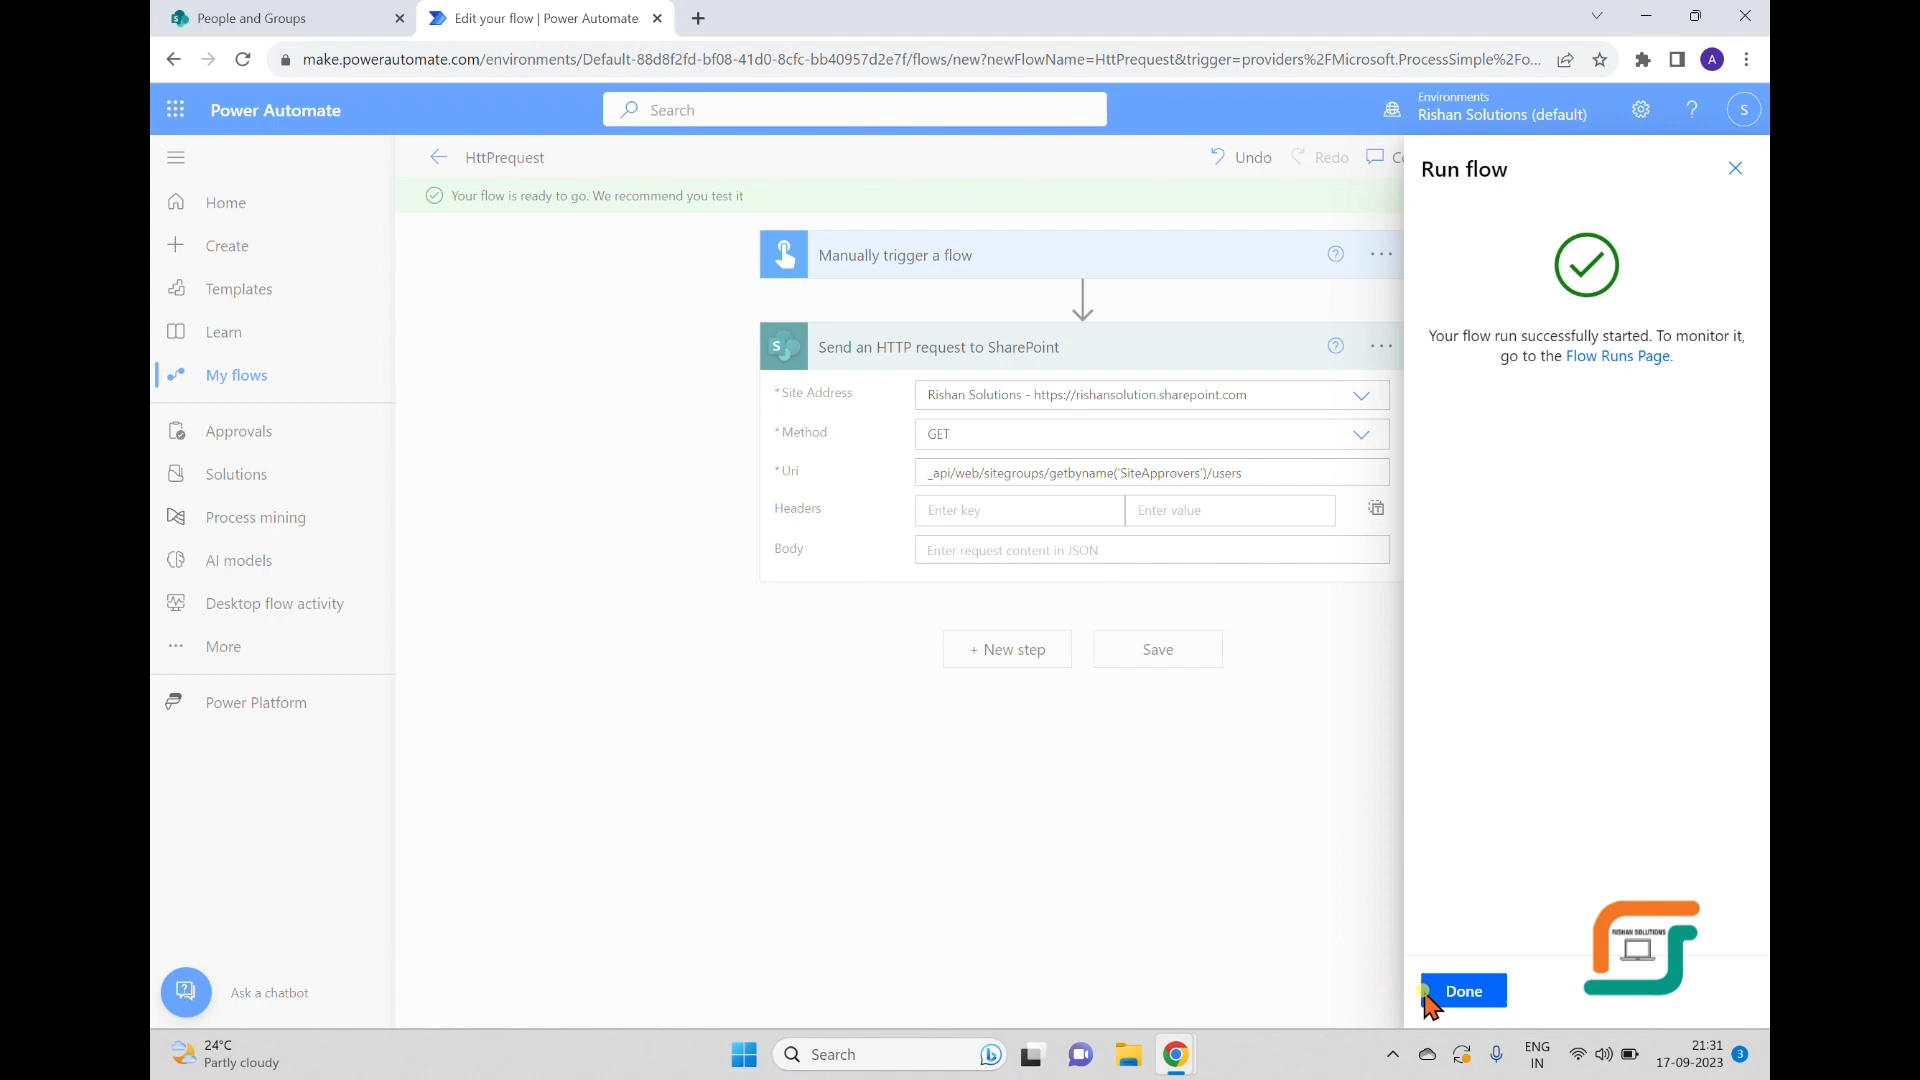 People and Groups
Edit your flow | Power Automate
make.powerautomate.com/environments/Default-88d8f2fd-bf08-41d0-8cfc-bb40957d2e7f/flows/new?newFlowName=HttPrequest&trigger=providers%2FMicrosoft.ProcessSimple%2Fo...
A
Power Automate
Search
Environments
Rishan Solutions (default)
?
S
HttPrequest
Undo
Redo
Your flow is ready to go. We recommend you test it
Home
Create
Templates
Learn
My flows
Approvals
Solutions
Process mining
AI models
Desktop flow activity
More
Power Platform
Ask a chatbot
Manually trigger a flow
S
Send an HTTP request to SharePoint
* Site Address
Rishan Solutions - https://rishansolution.sharepoint.com
* Method
GET
* Uri
_api/web/sitegroups/getbyname('SiteApprovers')/users
Headers
Enter key
Enter value
Body
Enter request content in JSON
+ New step
Save
Run flow
Your flow run successfully started. To monitor it,
go to the Flow Runs Page.
RISHAN SOLUTIONS
Done
24°C
Partly cloudy
Search
ENG
IN
21:31
17-09-2023
3